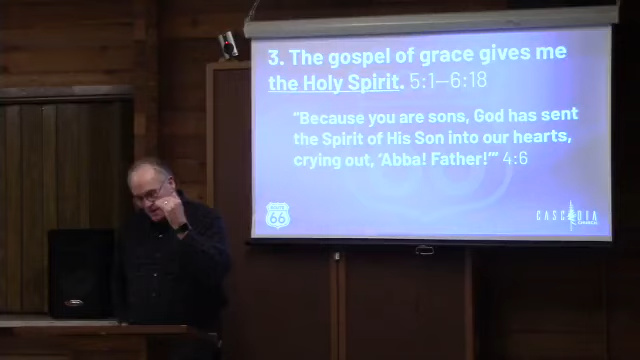 3. The gospel of grace gives me
the Holy Spirit. 5:1—6:18
"Because you are sons, God has sent
the Spirit of His Son into our hearts,
crying out, 'Abba! Father!'" 4:6
66
CASCADIA